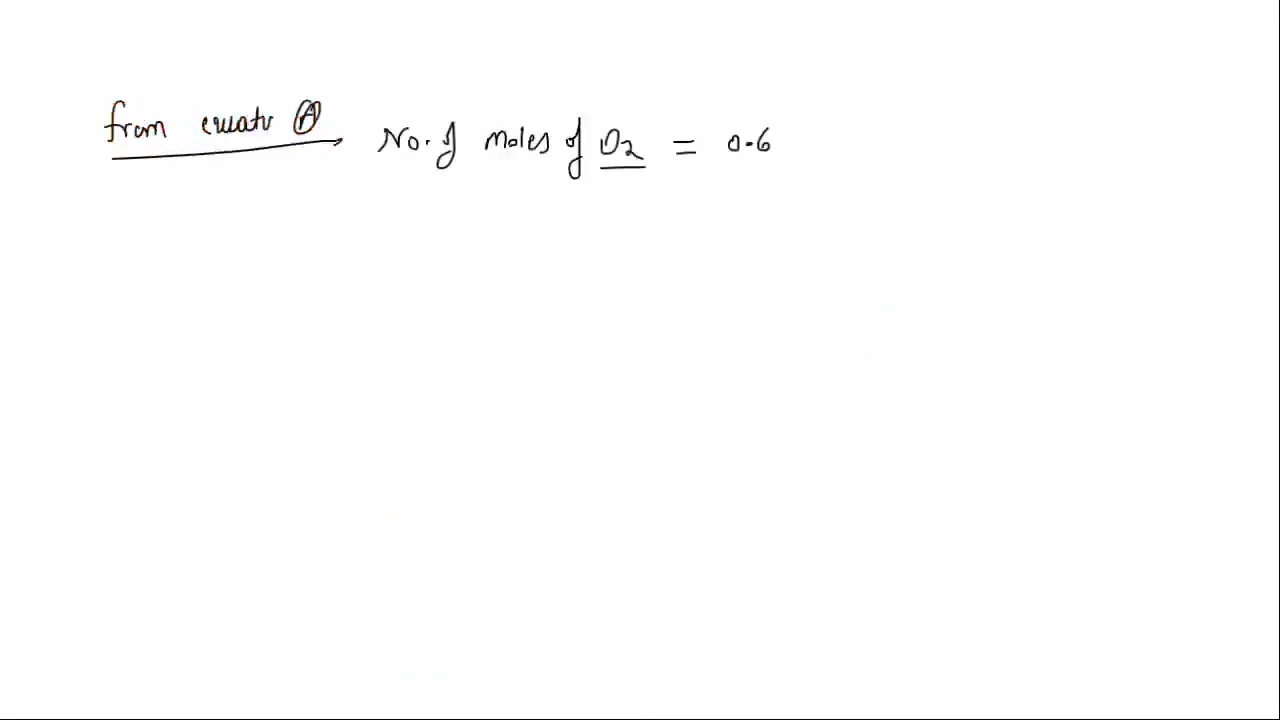 from equatn A No. of moles of O2 = 0.6